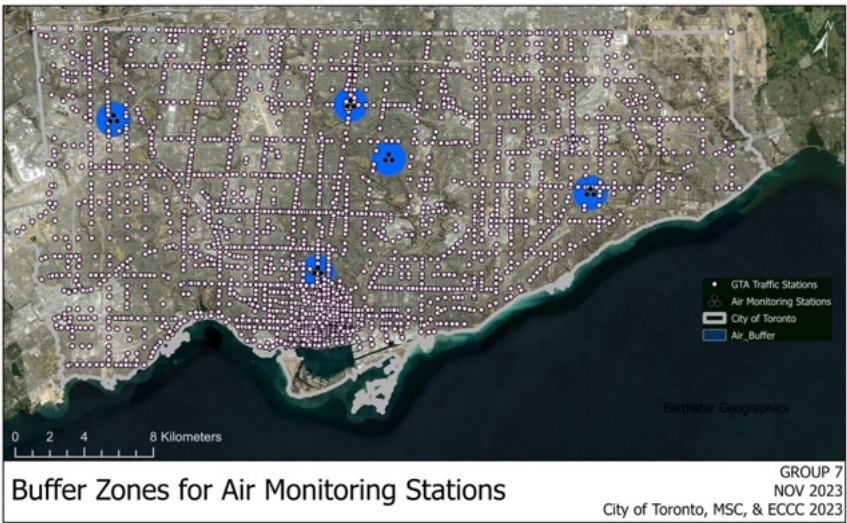 N
GTA Traffic Stations
Air Monitoring Stations
City of Toronto
Air_Buffer
Earthstar Geographics
0 2 4 8 Kilometers
Buffer Zones for Air Monitoring Stations
GROUP 7
NOV 2023
City of Toronto, MSC, & ECCC 2023